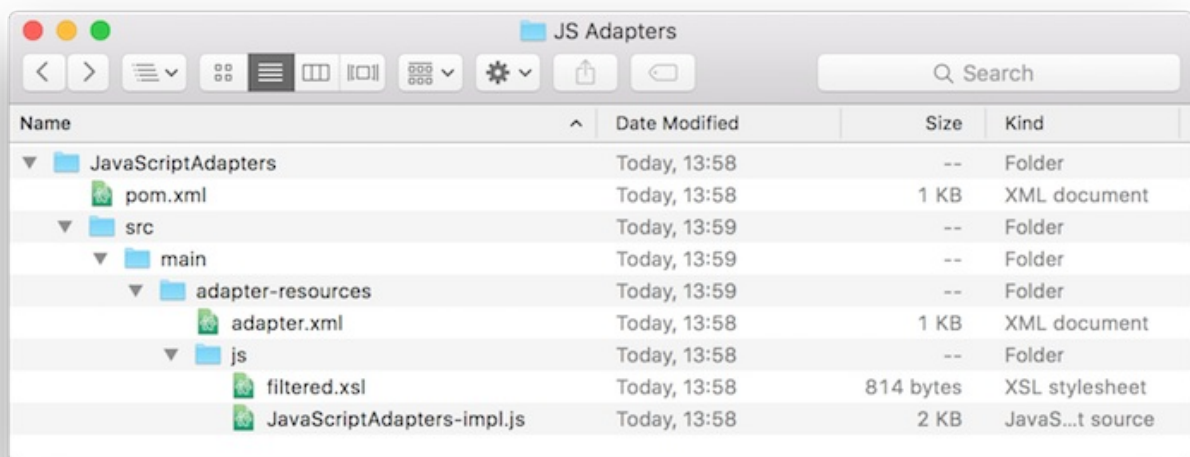 JS Adapters
Search
Name Date Modified Size Kind
JavaScriptAdapters Today, 13:58 -- Folder
pom.xml Today, 13:58 1 KB XML document
src Today, 13:59 -- Folder
main Today, 13:59 -- Folder
adapter-resources Today, 13:59 -- Folder
adapter.xml Today, 13:58 1 KB XML document
js Today, 13:58 -- Folder
filtered.xsl Today, 13:58 814 bytes XSL stylesheet
JavaScriptAdapters-impl.js Today, 13:58 2 KB JavaS...t source